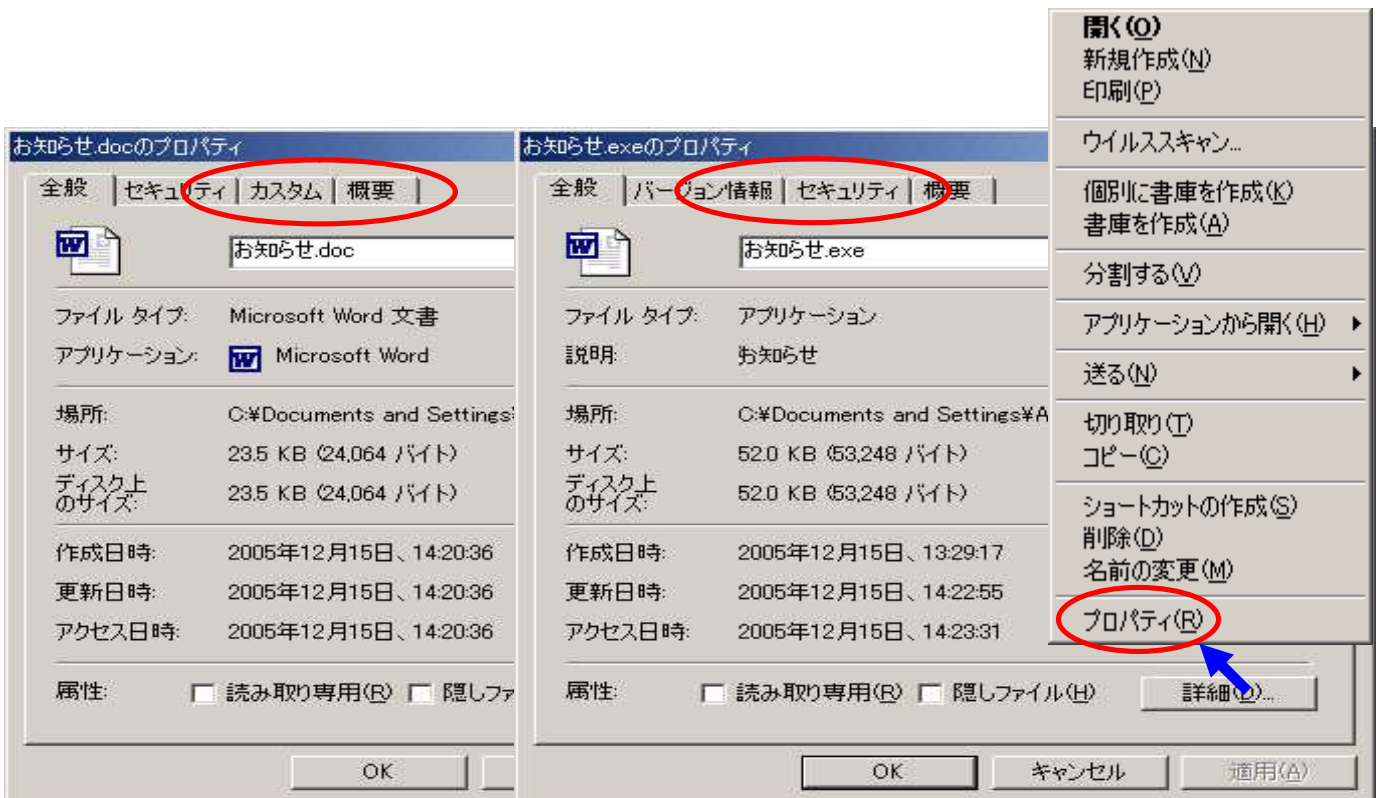 お知らせ.docのプロパティ
全般
セキュリティ
カスタム
概要
お知らせ.doc
ファイル タイプ:
Microsoft Word 文書
アプリケーション:
Microsoft Word
場所:
C:¥Documents and Settings
サイズ:
23.5 KB (24,064 バイト)
ディスク上
のサイズ:
23.5 KB (24,064 バイト)
作成日時:
2005年12月15日、14:20:36
更新日時:
2005年12月15日、14:20:36
アクセス日時:
2005年12月15日、14:20:36
属性:
読み取り専用(R)
隠しファ
OK
お知らせ.exeのプロパティ
全般
バージョン情報
セキュリティ
概要
お知らせ.exe
ファイル タイプ:
アプリケーション
説明:
お知らせ
場所:
C:¥Documents and Settings¥A
サイズ:
52.0 KB (53,248 バイト)
ディスク上
のサイズ:
52.0 KB (53,248 バイト)
作成日時:
2005年12月15日、13:29:17
更新日時:
2005年12月15日、14:22:55
アクセス日時:
2005年12月15日、14:23:31
属性:
読み取り専用(R)
隠しファイル(H)
詳細(D)...
OK
キャンセル
適用(A)
開く(O)
新規作成(N)
印刷(P)
ウイルススキャン...
個別に書庫を作成(K)
書庫を作成(A)
分割する(V)
アプリケーションから開く(H)
送る(N)
切り取り(T)
コピー(C)
ショートカットの作成(S)
削除(D)
名前の変更(M)
プロパティ(R)